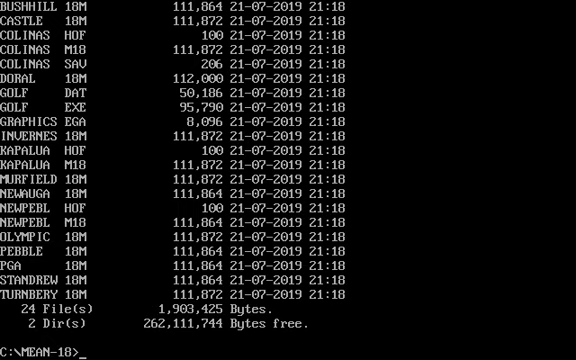 BUSHHILL 18M 111,864 21-07-2019 21:18
CASTLE 18M 111,872 21-07-2019 21:18
COLINAS HOF 100 21-07-2019 21:18
COLINAS M18 111,872 21-07-2019 21:18
COLINAS SAV 206 21-07-2019 21:18
DORAL 18M 112,000 21-07-2019 21:18
GOLF DAT 50,186 21-07-2019 21:18
GOLF EXE 95,790 21-07-2019 21:18
GRAPHICS EGA 8,096 21-07-2019 21:18
INVERNES 18M 111,872 21-07-2019 21:18
KAPALUA HOF 100 21-07-2019 21:18
KAPALUA M18 111,872 21-07-2019 21:18
MURFIELD 18M 111,872 21-07-2019 21:18
NEWAUGA 18M 111,864 21-07-2019 21:18
NEWPEBL HOF 100 21-07-2019 21:18
NEWPEBL M18 111,864 21-07-2019 21:18
OLYMPIC 18M 111,872 21-07-2019 21:18
PEBBLE 18M 111,864 21-07-2019 21:18
PGA 18M 111,864 21-07-2019 21:18
STANDREW 18M 111,864 21-07-2019 21:18
TURNBERY 18M 111,872 21-07-2019 21:18
24 File(s) 1,903,425 Bytes.
2 Dir(s) 262,111,744 Bytes free.
C:\MEAN-18>_